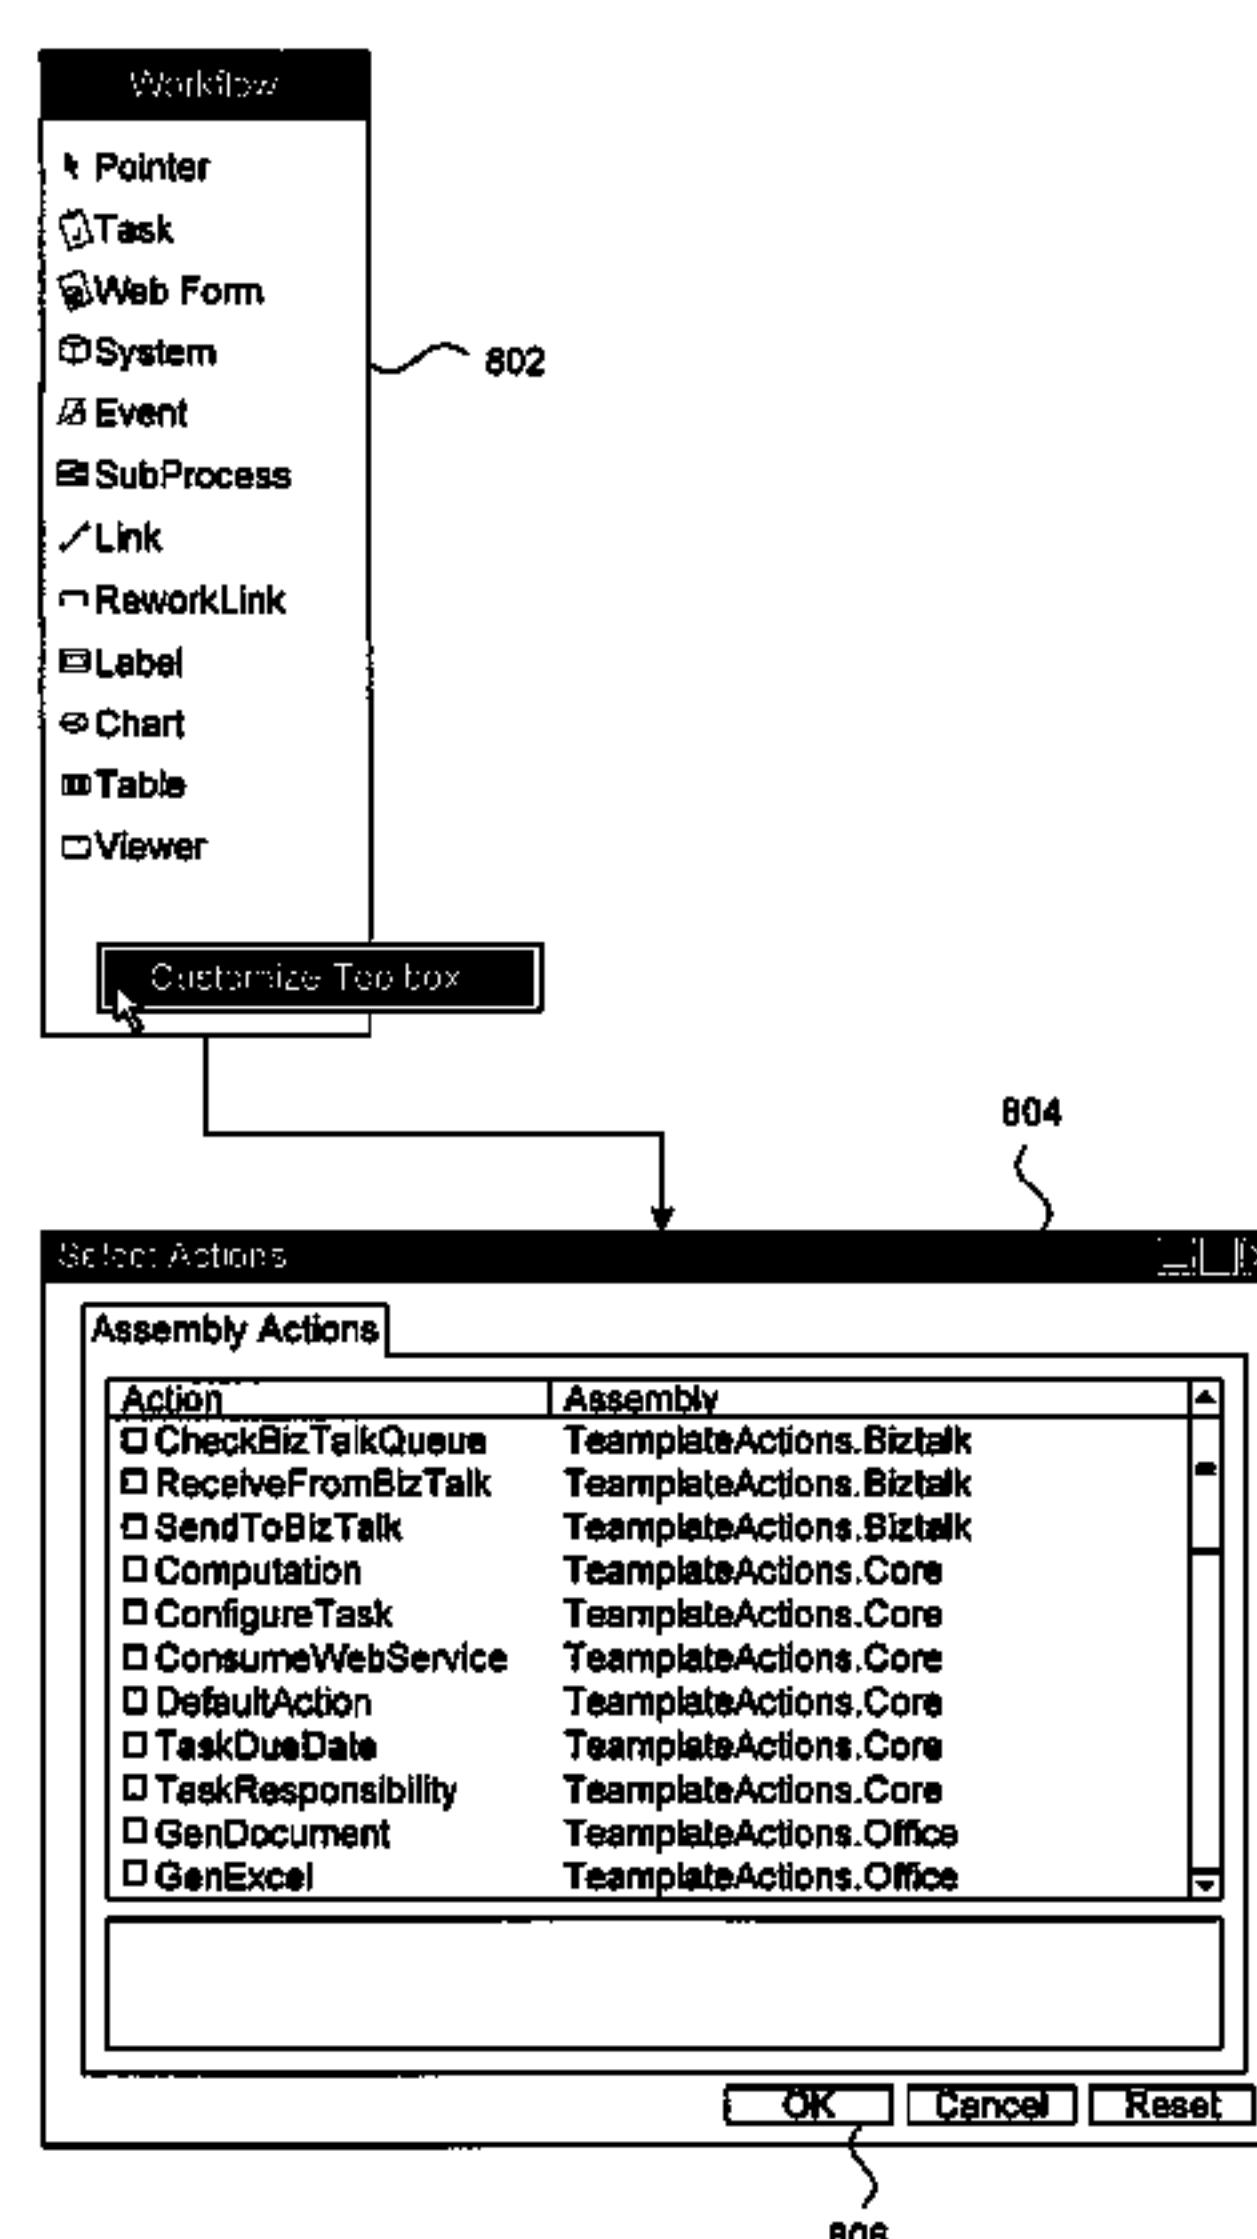 Workflow
Pointer
Task
Web Form
System
802
Event
SubProcess
Link
ReworkLink
Label
Chart
Table
Viewer
Customize Toolbox
804
Select Actions
Assembly Actions
Action Assembly
CheckBizTalkQueue TeamplateActions.Biztalk
ReceiveFromBizTalk TeamplateActions.Biztalk
SendToBizTalk TeamplateActions.Biztalk
Computation TeamplateActions.Core
ConfigureTask TeamplateActions.Core
ConsumeWebService TeamplateActions.Core
DefaultAction TeamplateActions.Core
TaskDueDate TeamplateActions.Core
TaskResponsibility TeamplateActions.Core
GenDocument TeamplateActions.Office
GenExcel TeamplateActions.Office
OK Cancel Reset